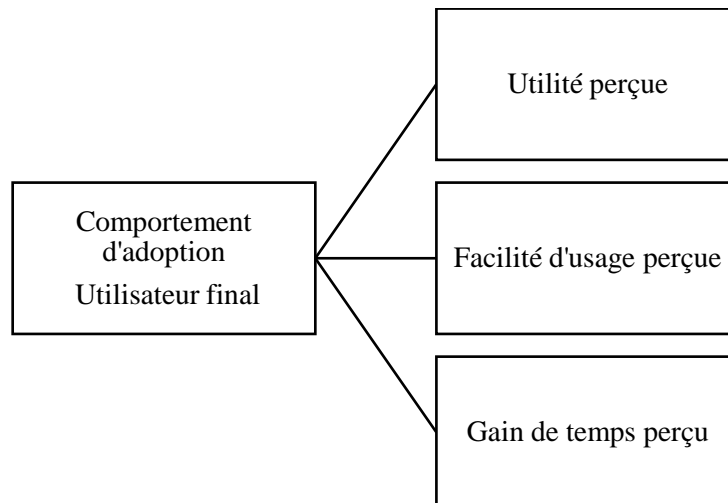 Utilité perçue
Comportement
d'adoption
Utilisateur final
Facilité d'usage perçue
Gain de temps perçu